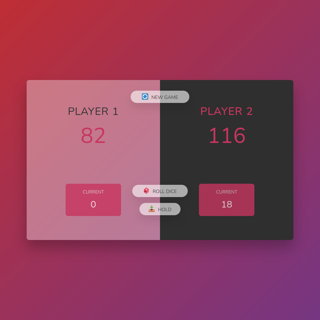 NEW GAME
PLAYER 1
82
PLAYER 2
116
CURRENT
0
CURRENT
18
ROLL DICE
HOLD